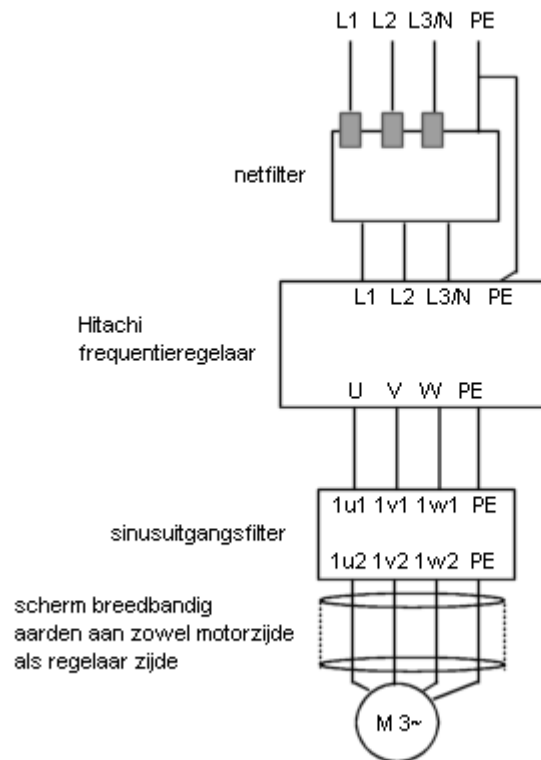 L1 L2 L3/N PE
netfilter
L1 L2 L3/N PE
Hitachi
frequentieregelaar
U V W PE
1u1 1v1 1w1 PE
sinusuitgangsfilter
1u2 1v2 1w2 PE
scherm breedbandig
aarden aan zowel motorzijde
als regelaar zijde
M 3~